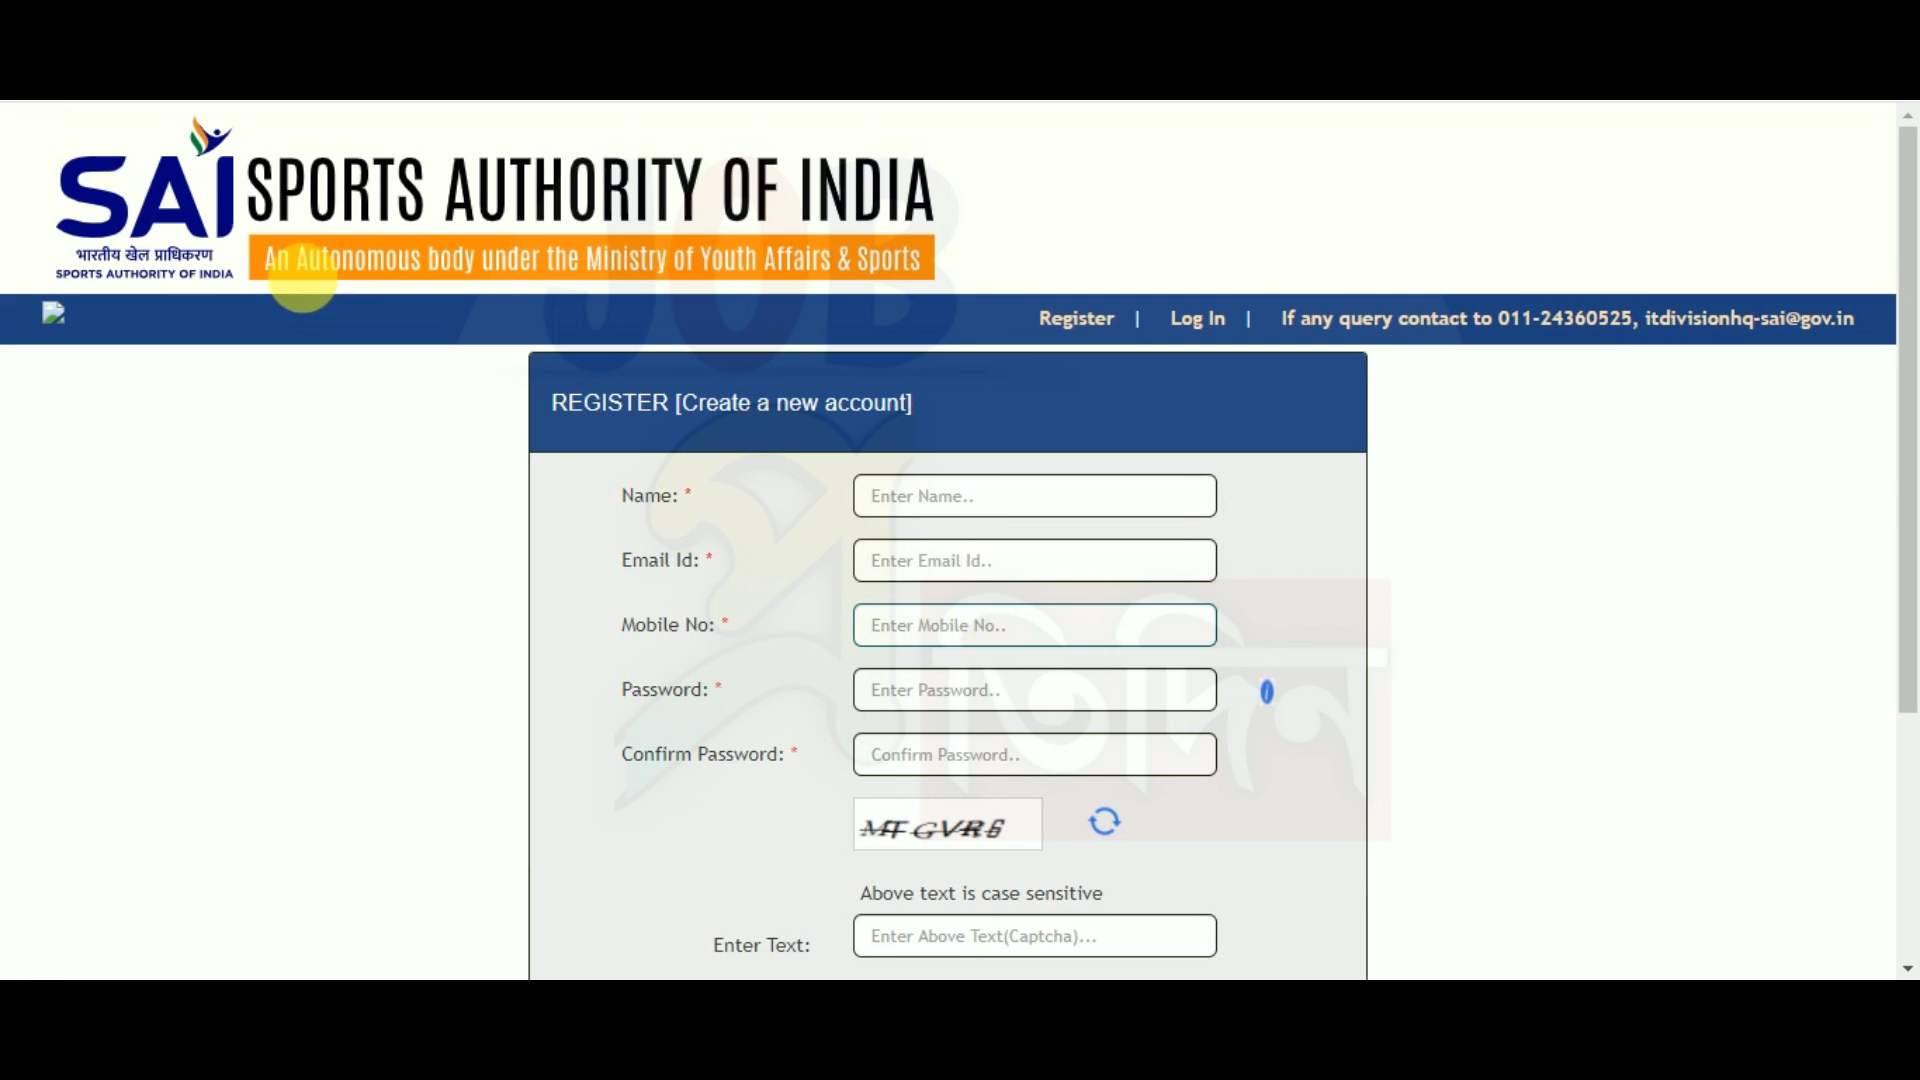 SAI
भारतीय खेल प्राधिकरण
SPORTS AUTHORITY OF INDIA
SPORTS AUTHORITY OF INDIA
An Autonomous body under the Ministry of Youth Affairs & Sports
Register | Log In | If any query contact to 011-24360525, itdivisionhq-sai@gov.in
JOB
প্রতিদিন
REGISTER [Create a new account]
Name: * Enter Name..
Email Id: * Enter Email Id..
Mobile No: * Enter Mobile No..
Password: * Enter Password..
Confirm Password: * Confirm Password..
Above text is case sensitive
Enter Text: Enter Above Text(Captcha)...